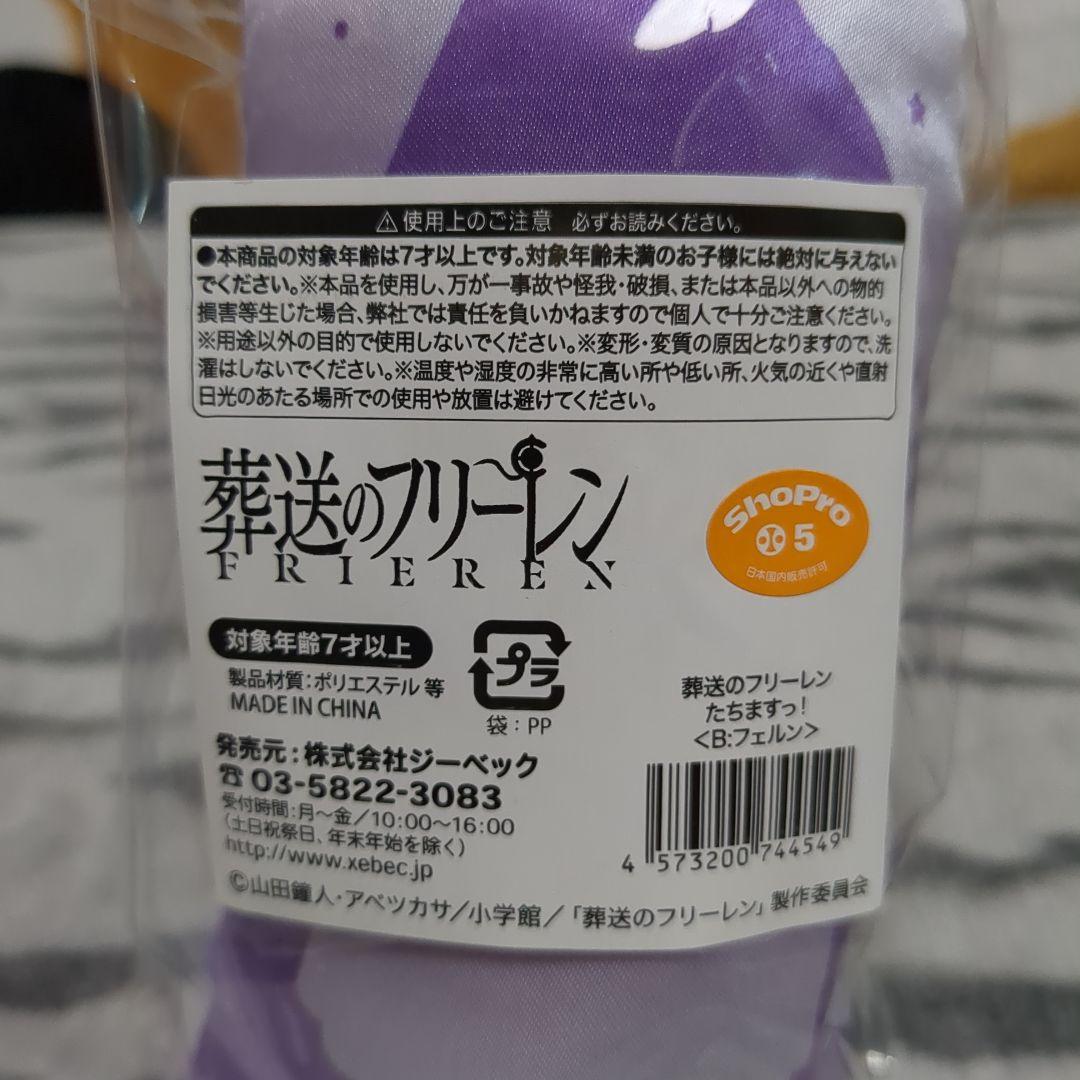 ⚠使用上のご注意 必ずお読みください。
●本商品の対象年齢は7才以上です。対象年齢未満のお子様には絶対に与えない
でください。※本品を使用し、万が一事故や怪我・破損、または本品以外への物的
損害等生じた場合、弊社では責任を負いかねますので個人で十分ご注意ください。
※用途以外の目的で使用しないでください。※変形・変質の原因となりますので、洗
濯はしないでください。※温度や湿度の非常に高い所や低い所、火気の近くや直射
日光のあたる場所での使用や放置は避けてください。
葬送のフリーレン
FRIEREN
ShoPro
5
日本国内販売許可
対象年齢7才以上
製品材質:ポリエステル 等
MADE IN CHINA
プラ
袋:PP
発売元:株式会社ジーベック
☎03-5822-3083
受付時間:月～金/10:00～16:00
(土日祝祭日、年末年始を除く)
http://www.xebec.jp
葬送のフリーレン
たちますっ!
<B:フェルン>
4 573200 744549
©山田鐘人・アベツカサ/小学館/「葬送のフリーレン」製作委員会